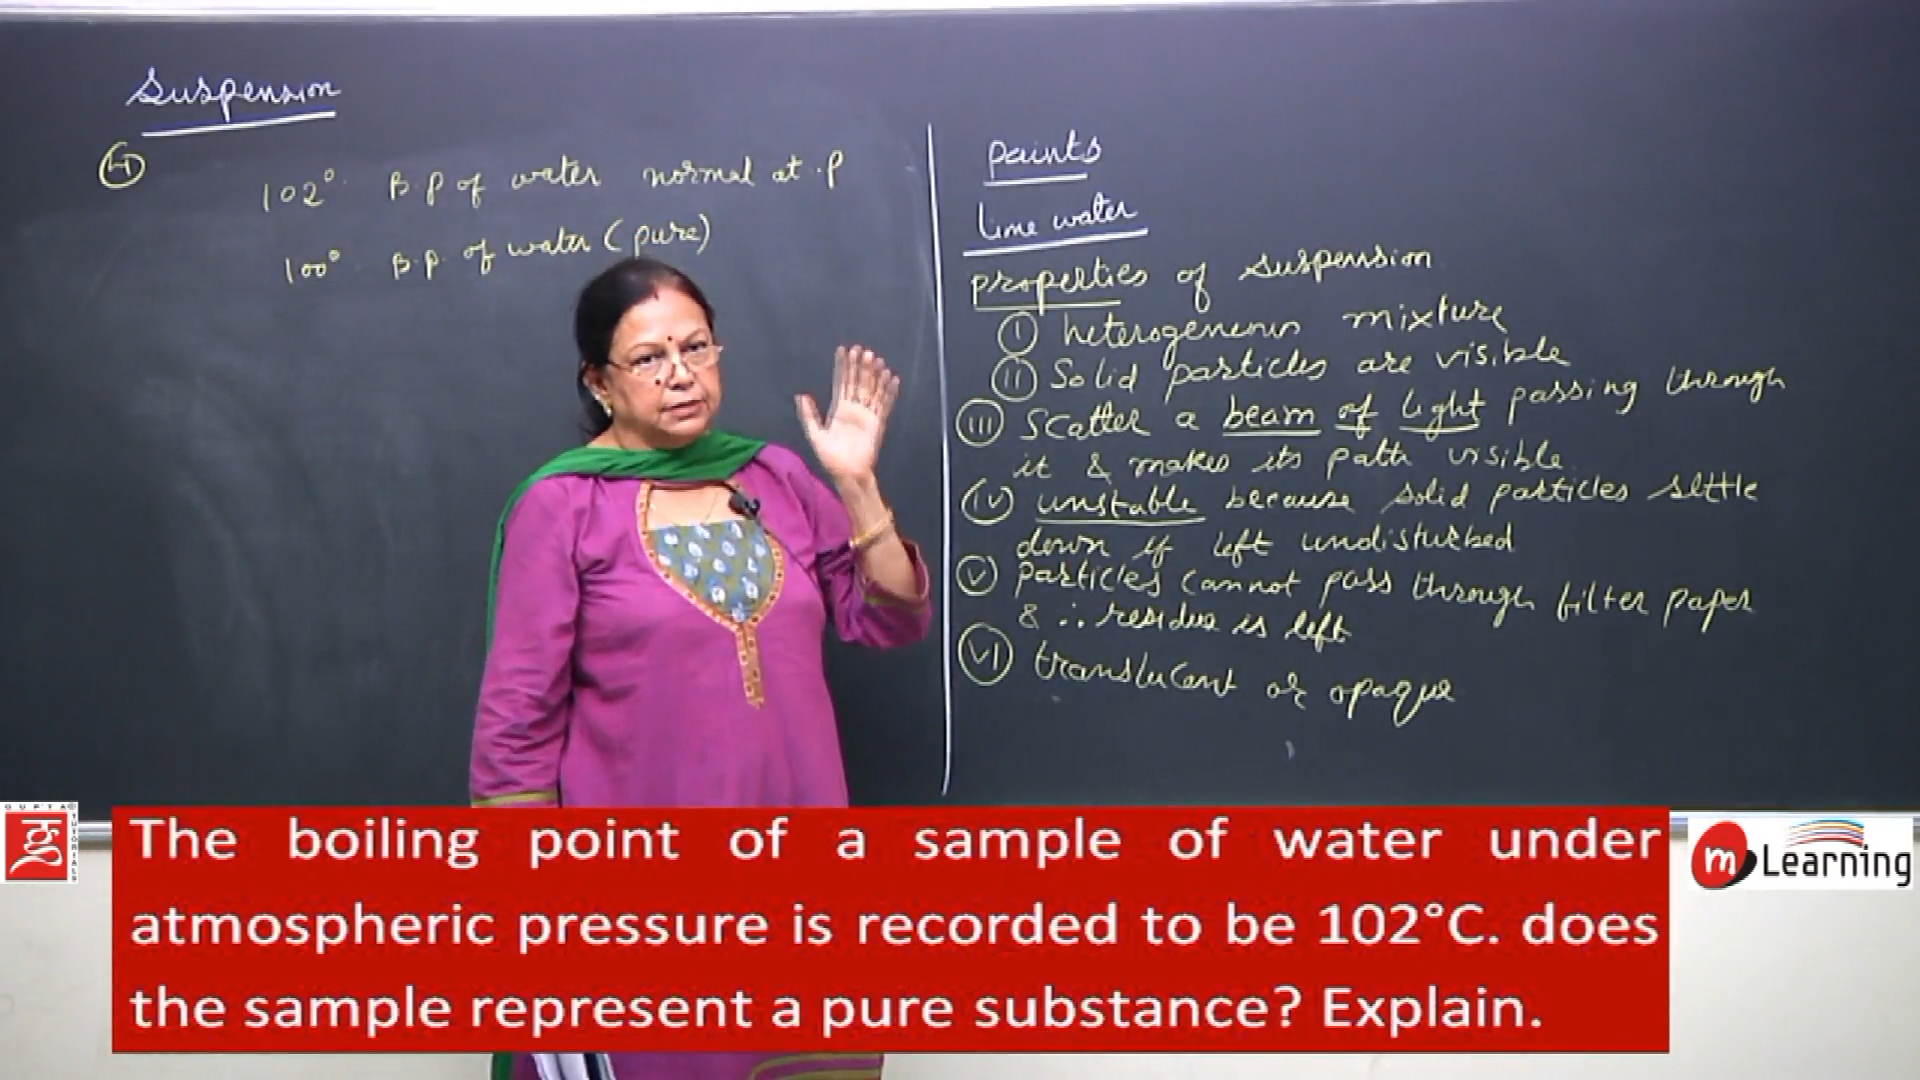 Suspension
4
102° B.p of water normal at. p
100° B.p. of water (pure)
paints
lime water
properties of suspension
I heterogeneous mixture
II Solid particles are visible
III Scatter a beam of light passing through
it & makes its path visible
IV unstable because solid particles settle
down if left undisturbed
V particles cannot pass through filter paper
& ∴ residue is left
VI translucent or opaque
The boiling point of a sample of water under
atmospheric pressure is recorded to be 102°C. does
the sample represent a pure substance? Explain.
GUPTA
TUTORIALS
m Learning